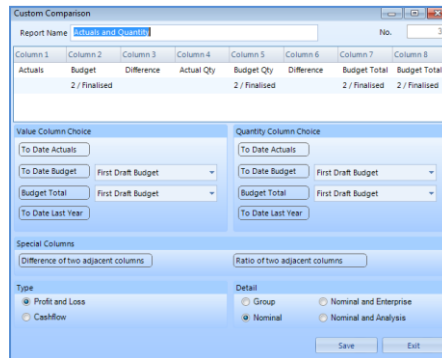 Custom Comparison
Report Name Actuals and Quantity No. 3
Column 1 Column 2 Column 3 Column 4 Column 5 Column 6 Column 7 Column 8
Actuals Budget Difference Actual Qty Budget Qty Difference Budget Total Budget Total
2 / Finalised 2 / Finalised 2 / Finalised 2 / Finalised
Value Column Choice Quantity Column Choice
To Date Actuals To Date Actuals
To Date Budget First Draft Budget To Date Budget First Draft Budget
Budget Total First Draft Budget Budget Total First Draft Budget
To Date Last Year To Date Last Year
Special Columns
Difference of two adjacent columns Ratio of two adjacent columns
Type Detail
Profit and Loss Group Nominal and Enterprise
Cashflow Nominal Nominal and Analysis
Save Exit